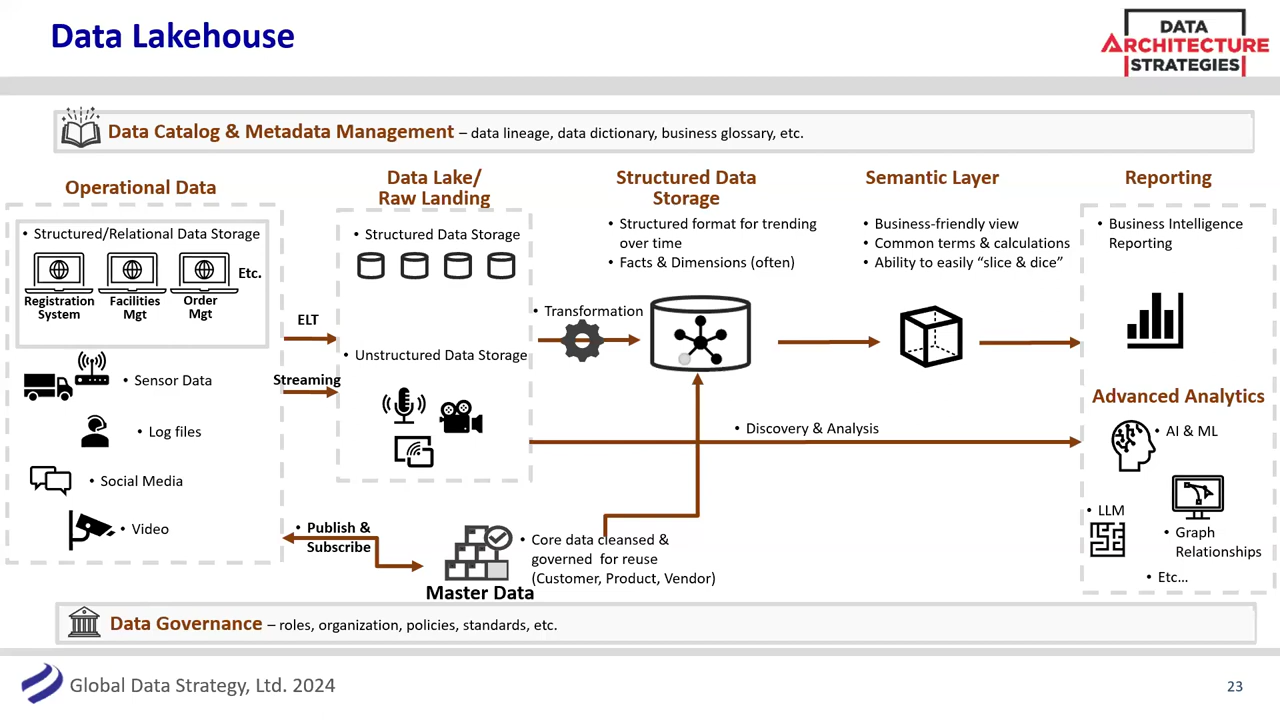 Data Lakehouse
DATA
ARCHITECTURE
STRATEGIES
Data Catalog & Metadata Management – data lineage, data dictionary, business glossary, etc.
Operational Data
• Structured/Relational Data Storage
Etc.
Registration
System
Facilities
Mgt
Order
Mgt
• Sensor Data
• Log files
• Social Media
• Video
ELT
Streaming
• Publish &
Subscribe
Data Lake/
Raw Landing
• Structured Data Storage
• Unstructured Data Storage
• Transformation
Structured Data
Storage
• Structured format for trending
over time
• Facts & Dimensions (often)
Semantic Layer
• Business-friendly view
• Common terms & calculations
• Ability to easily “slice & dice”
• Discovery & Analysis
Master Data
• Core data cleansed &
governed for reuse
(Customer, Product, Vendor)
Reporting
• Business Intelligence
Reporting
Advanced Analytics
• AI & ML
• LLM
• Graph
Relationships
• Etc…
Data Governance – roles, organization, policies, standards, etc.
Global Data Strategy, Ltd. 2024
23